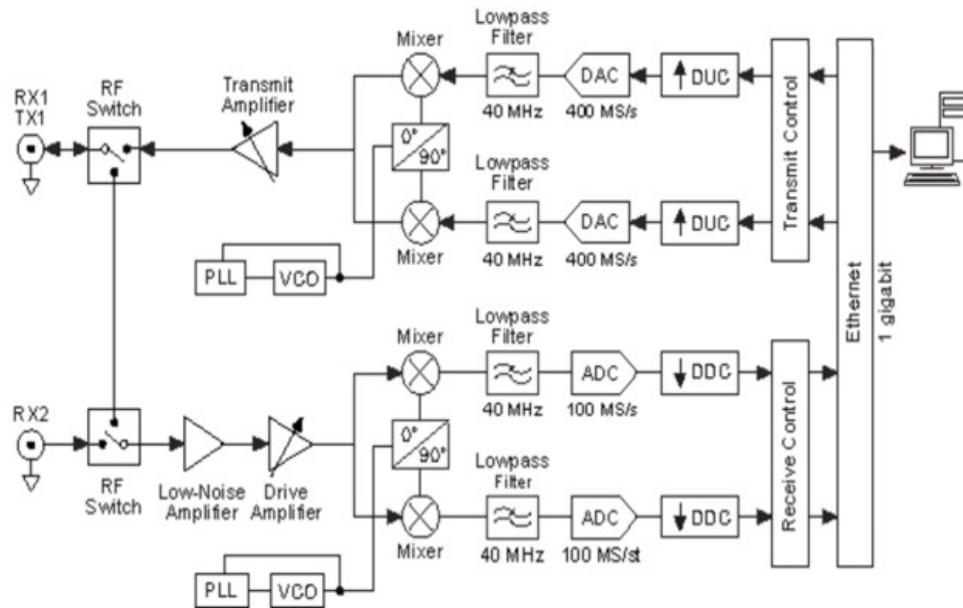 RX1
TX1
RF
Switch
Transmit
Amplifier
Mixer
Lowpass
Filter
40 MHz
DAC
400 MS/s
DUC
0°
90°
Lowpass
Filter
40 MHz
DAC
400 MS/s
DUC
Mixer
PLL
VCO
Transmit Control
Ethernet
1 gigabit
RX2
RF
Switch
Low-Noise
Amplifier
Drive
Amplifier
Mixer
Lowpass
Filter
40 MHz
ADC
100 MS/s
DDC
0°
90°
Lowpass
Filter
40 MHz
ADC
100 MS/st
DDC
Mixer
PLL
VCO
Receive Control